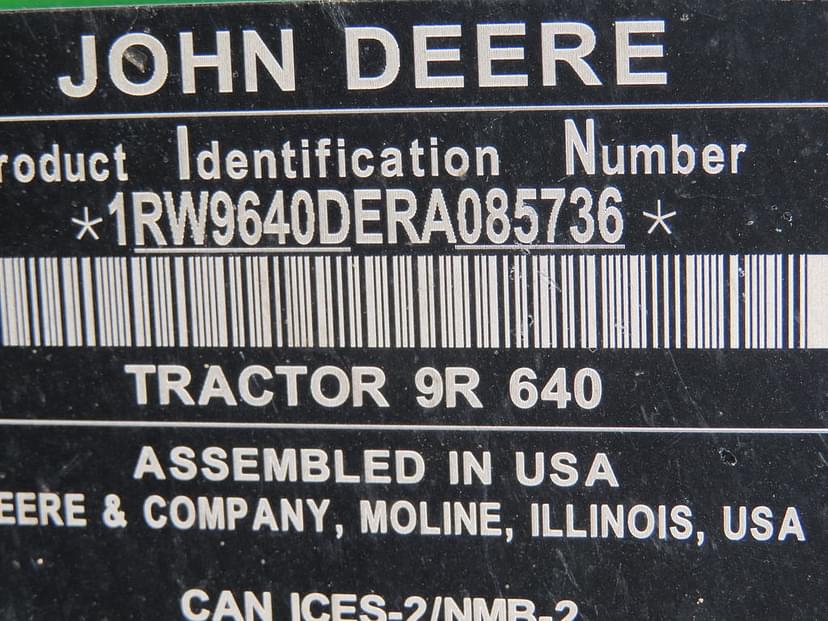 JOHN DEERE
roduct Identification Number
*1RW9640DERA085736*
TRACTOR 9R 640
ASSEMBLED IN USA
EERE & COMPANY, MOLINE, ILLINOIS, USA
CAN ICES-2/NMB-2